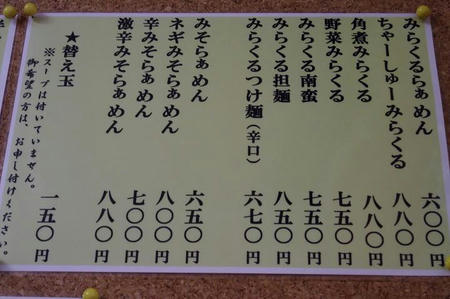 みらくるらぁめん 六〇〇円
ちゃーしゅーみらくる 八八〇円
角煮みらくる 八八〇円
野菜みらくる 七五〇円
みらくる南蛮 七五〇円
みらくる担麺 八五〇円
みらくるつけ麺（辛口） 六七〇円
みそらぁめん 六五〇円
ネギみそらぁめん 八〇〇円
辛みそらぁめん 七〇〇円
激辛みそらぁめん 八八〇円
★替え玉 一五〇円
※スープは付いていません。
御希望の方は、お申し付けください。